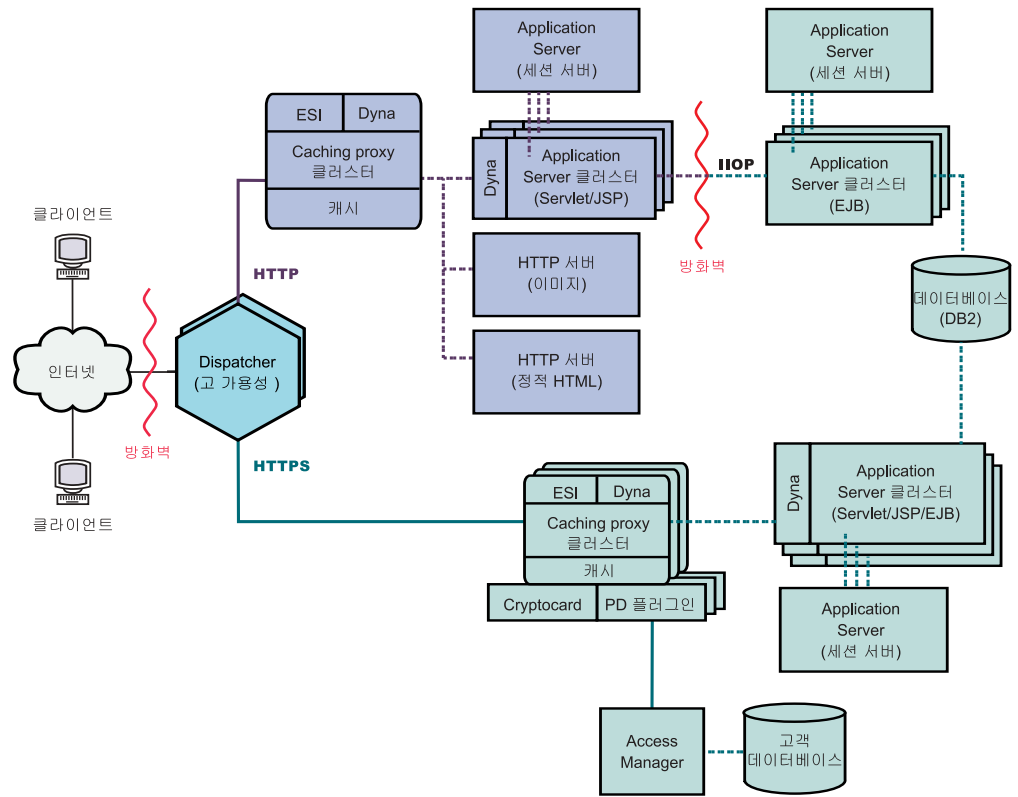 Application
Server
(세션 서버)
Application
Server
(세션 서버)
ESI
Dyna
Caching proxy
클러스터
캐시
Dyna
Application
Server 클러스터
(Servlet/JSP)
IIOP
Application
Server 클러스터
(EJB)
클라이언트
HTTP
HTTP 서버
(이미지)
방화벽
데이터베이스
(DB2)
인터넷
Dispatcher
(고 가용성 )
HTTP 서버
(정적 HTML)
방화벽
HTTPS
클라이언트
ESI
Dyna
Caching proxy
클러스터
캐시
Cryptocard
PD 플러그인
Dyna
Application
Server 클러스터
(Servlet/JSP/EJB)
Application
Server
(세션 서버)
Access
Manager
고객
데이터베이스